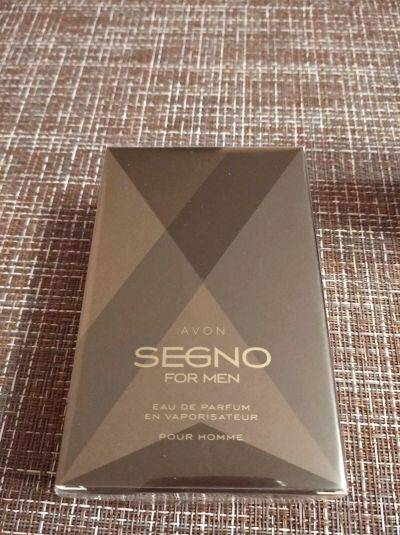 AVON
SEGNO
FOR MEN
EAU DE PARFUM
EN VAPORISATEUR
POUR HOMME